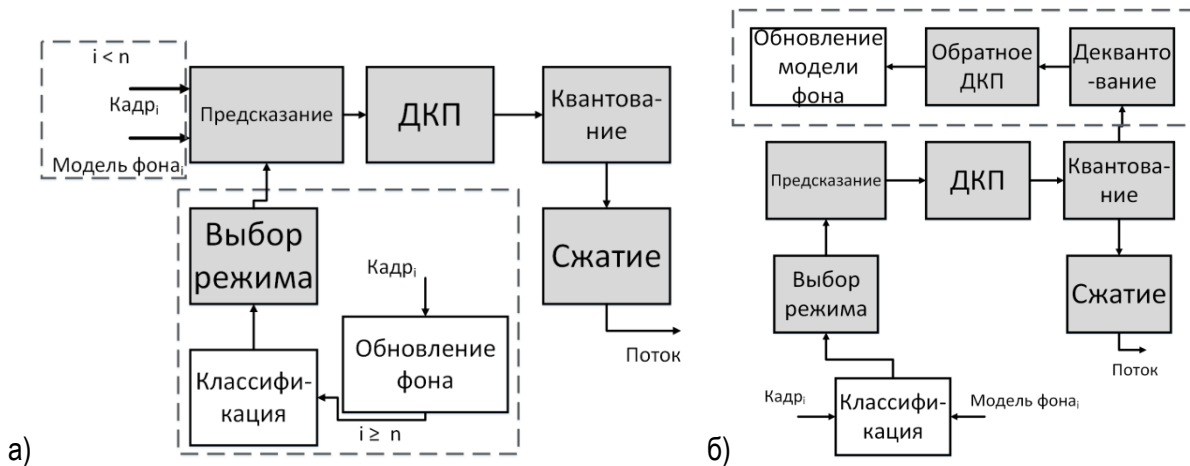 i < n
Кадрᵢ
Модель фонаᵢ
Предсказание
ДКП
Квантова-
ние
Выбор
режима
Кадрᵢ
Сжатие
Поток
Обновление
фона
Классифи-
кация
i ≥ n
а)
Обновление
модели
фона
Обратное
ДКП
Декванто
-вание
Предсказание
ДКП
Квантова-
ние
Выбор
режима
Сжатие
Поток
Кадрᵢ
Классифи-
кация
Модель фонаᵢ
б)